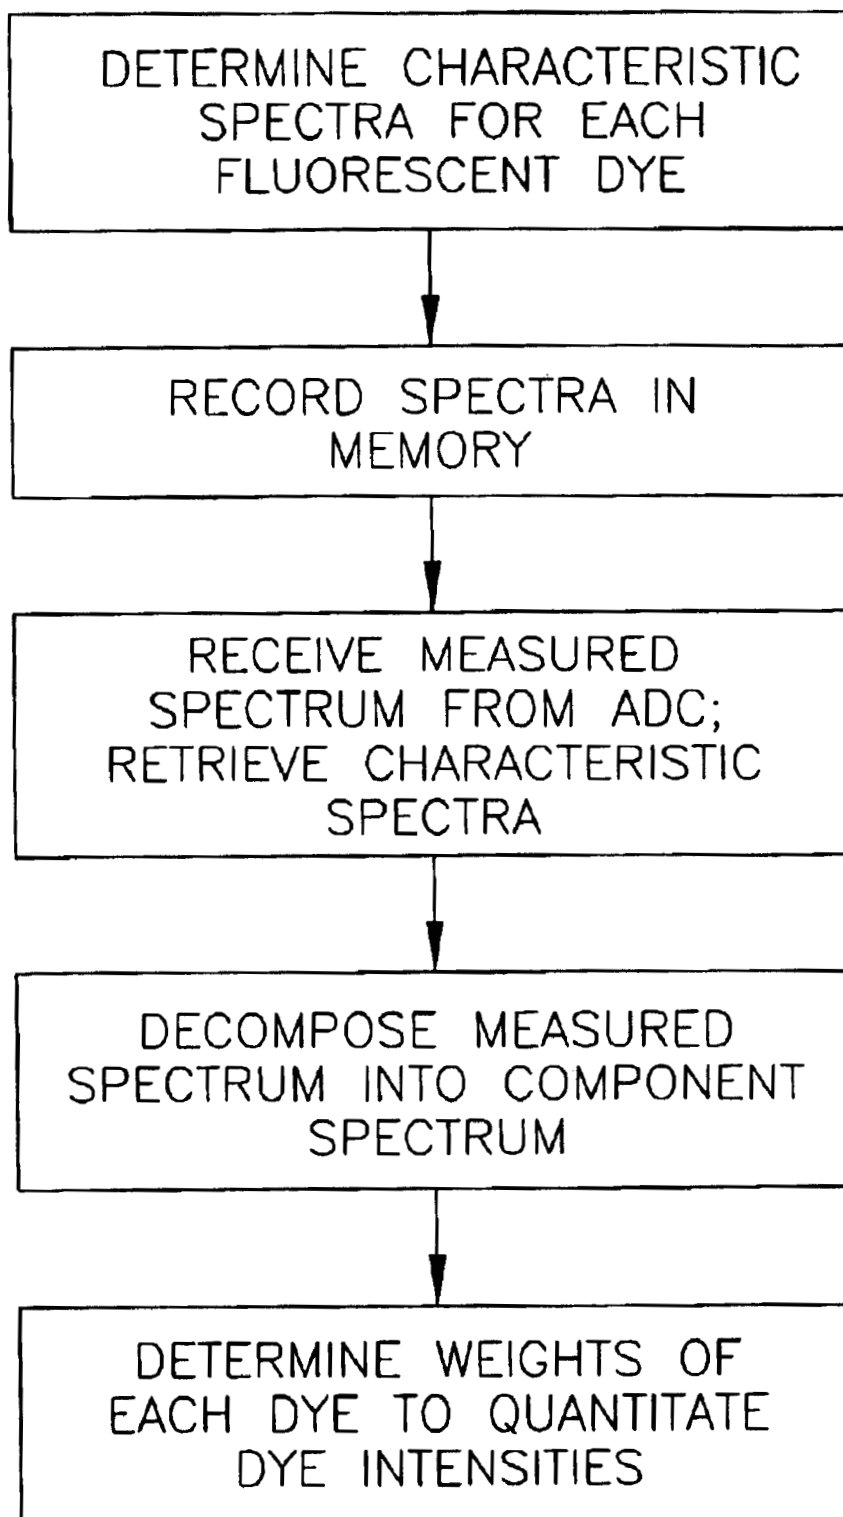 DETERMINE CHARACTERISTIC
SPECTRA FOR EACH
FLUORESCENT DYE
RECORD SPECTRA IN
MEMORY
RECEIVE MEASURED
SPECTRUM FROM ADC;
RETRIEVE CHARACTERISTIC
SPECTRA
DECOMPOSE MEASURED
SPECTRUM INTO COMPONENT
SPECTRUM
DETERMINE WEIGHTS OF
EACH DYE TO QUANTITATE
DYE INTENSITIES